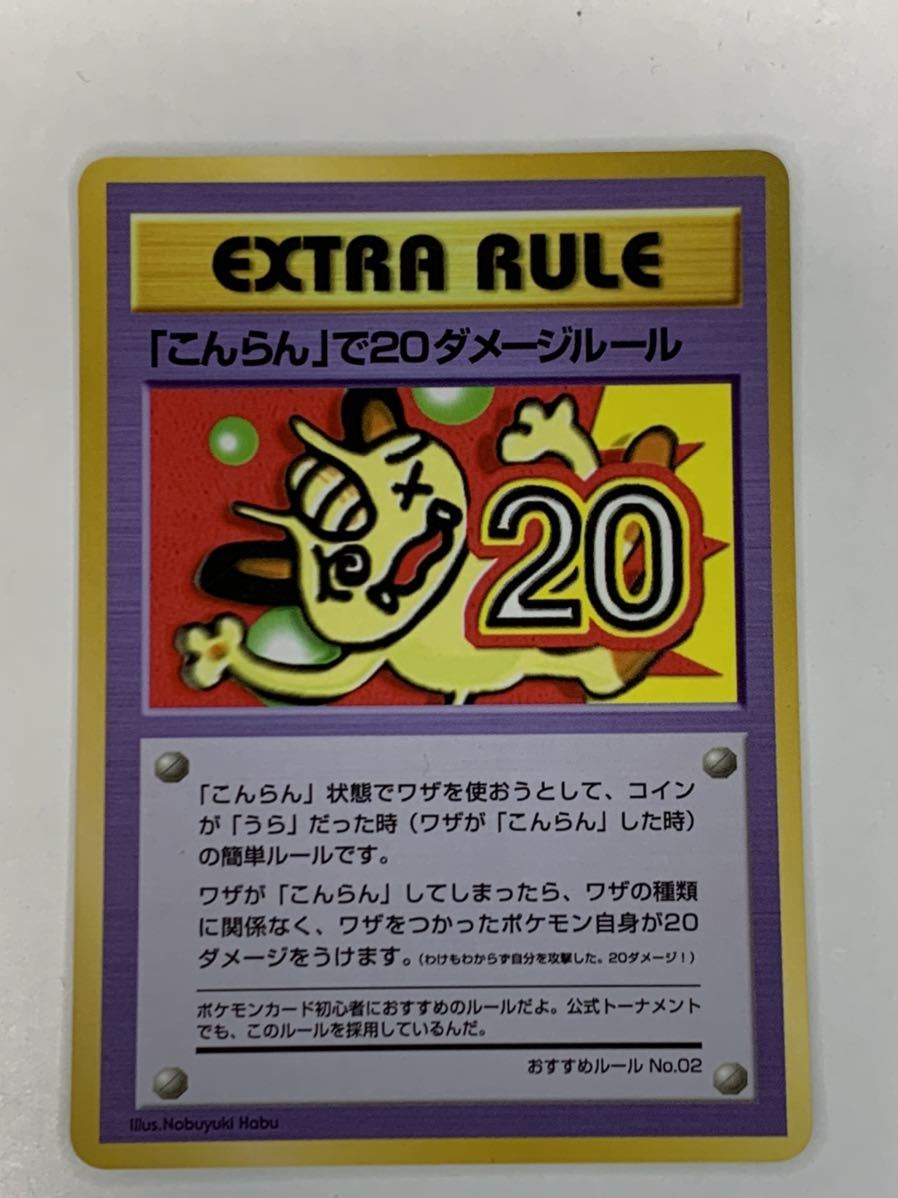 EXTRA RULE
「こんらん」で20ダメージルール
20
「こんらん」状態でワザを使おうとして、コイン
が「うら」だった時（ワザが「こんらん」した時）
の簡単ルールです。
ワザが「こんらん」してしまったら、ワザの種類
に関係なく、ワザをつかったポケモン自身が20
ダメージをうけます。（わけもわからず自分を攻撃した。20ダメージ！）
ポケモンカード初心者におすすめのルールだよ。公式トーナメント
でも、このルールを採用しているんだ。
おすすめルール No.02
Illus.Nobuyuki Habu